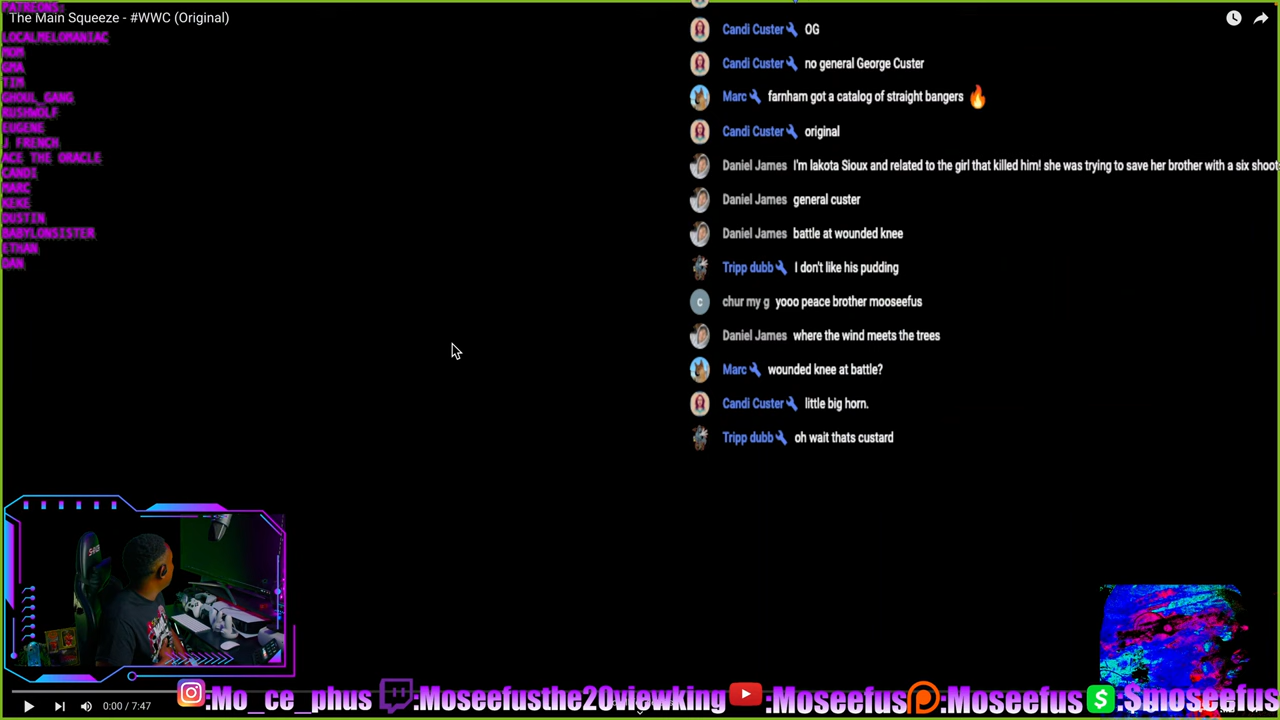 PATREONS:
The Main Squeeze - #WWC (Original)
LOCALMELOMANIAC
MOM
GMA
TIM
GHOUL_GANG
RUSHWOLF
EUGENE
J FRENCH
ACE THE ORACLE
CANDI
MARC
KEKE
DUSTIN
BABYLONSISTER
ETHAN
DAN
Candi Custer OG
Candi Custer no general George Custer
Marc farnham got a catalog of straight bangers 🔥
Candi Custer original
Daniel James I'm lakota Sioux and related to the girl that killed him! she was trying to save her brother with a six shoot
Daniel James general custer
Daniel James battle at wounded knee
Tripp dubb I don't like his pudding
C chur my g yooo peace brother mooseefus
Daniel James where the wind meets the trees
Marc wounded knee at battle?
Candi Custer little big horn.
Tripp dubb oh wait thats custard
0:00 / 7:47
:Mo__ce_phus :Moseefusthe20viewking :Moseefus :Moseefus :$moseefus